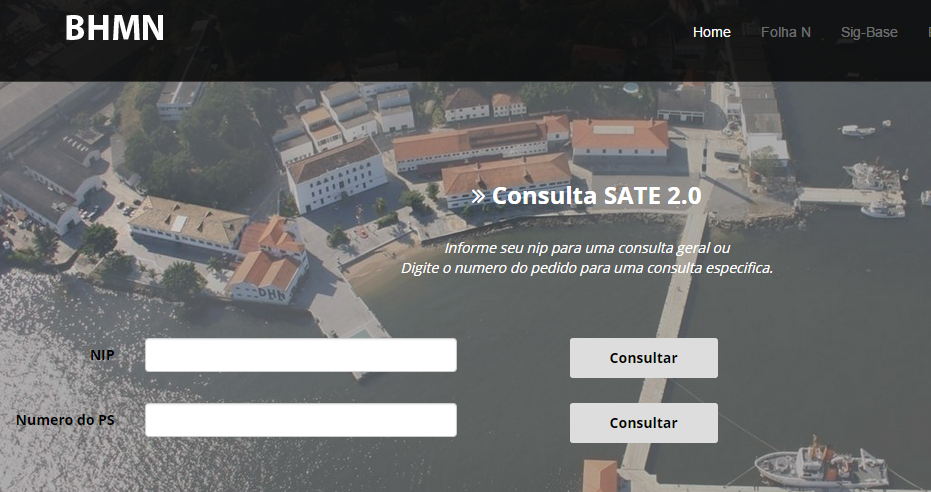 BHMN
Home Folha N Sig-Base
» Consulta SATE 2.0
Informe seu nip para uma consulta geral ou
Digite o numero do pedido para uma consulta especifica.
DHN
NIP Consultar
Numero do PS Consultar